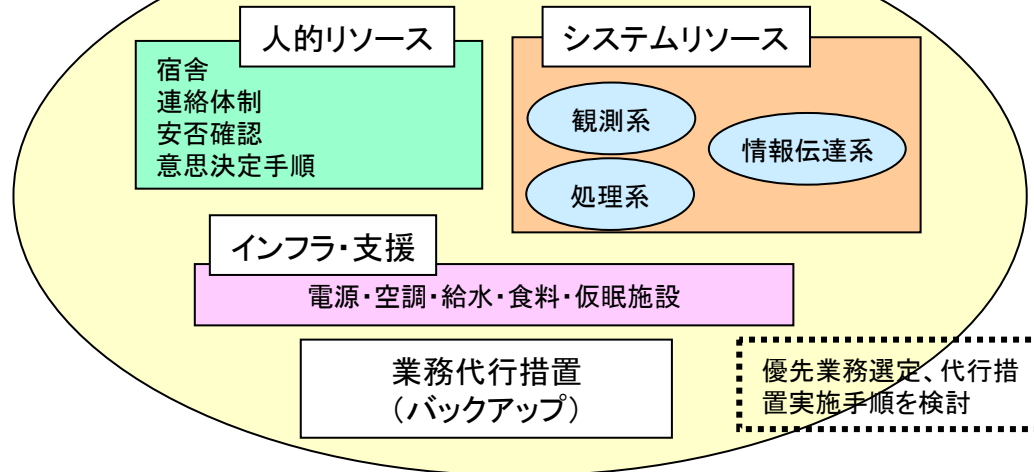 人的リソース
宿舎
連絡体制
安否確認
意思決定手順
システムリソース
観測系
情報伝達系
処理系
インフラ・支援
電源・空調・給水・食料・仮眠施設
業務代行措置
（バックアップ）
優先業務選定、代行措
置実施手順を検討